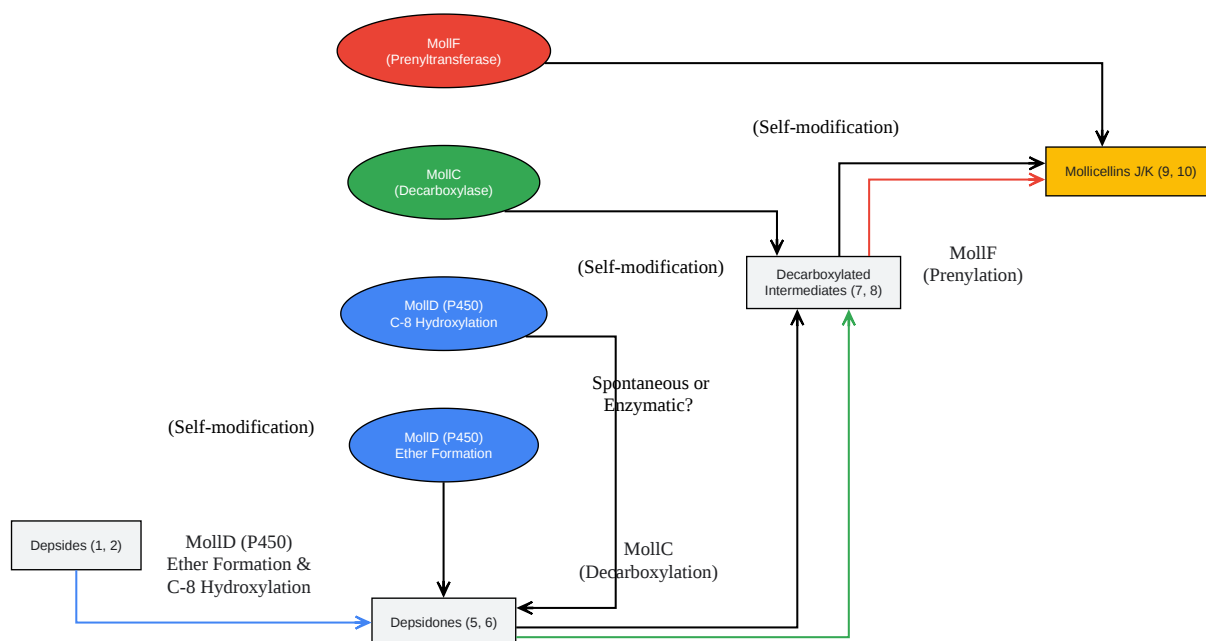 MollF
(Prenyltransferase)
(Self-modification)
MollC
(Decarboxylase)
Mollicellins J/K (9, 10)
(Self-modification)
MollF
(Prenylation)
Decarboxylated
Intermediates (7, 8)
MollD (P450)
C-8 Hydroxylation
Spontaneous or
Enzymatic?
(Self-modification)
MollD (P450)
Ether Formation
Depsides (1, 2)
MollD (P450)
Ether Formation &
C-8 Hydroxylation
MollC
(Decarboxylation)
Depsidones (5, 6)